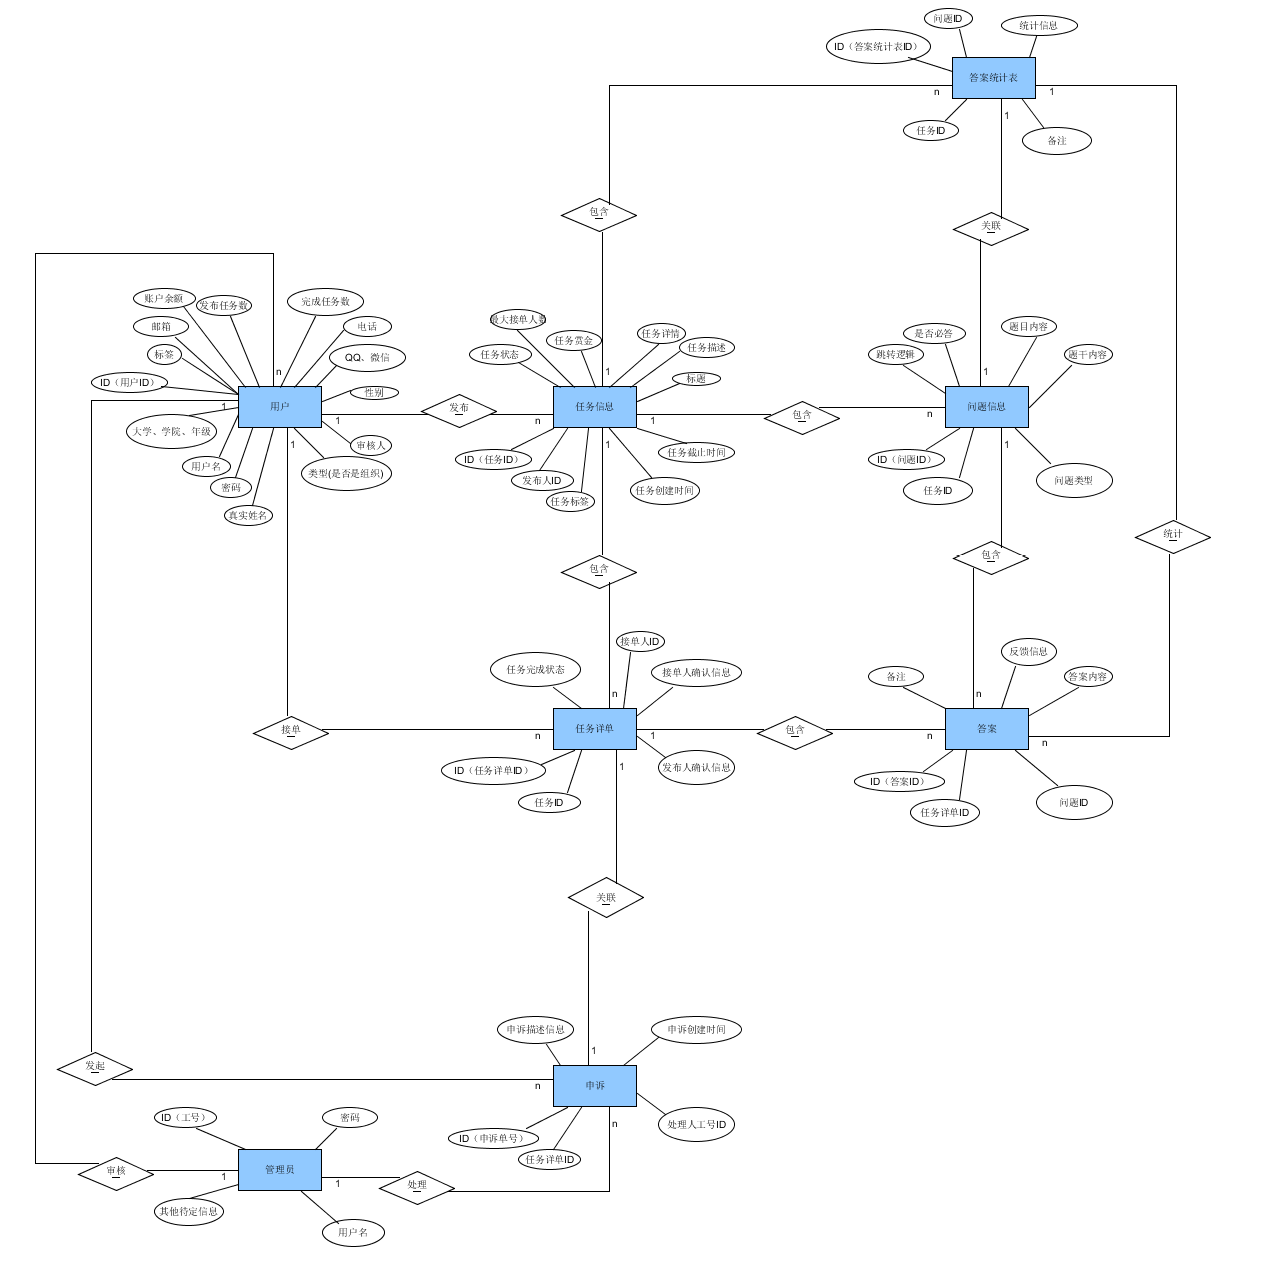 问题ID
统计信息
ID（答案统计表ID）
答案统计表
n
1
1
任务ID
备注
包含
关联
账户余额
发布任务数
完成任务数
邮箱
电话
标签
QQ、微信
ID（用户ID）
性别
n
用户
1
1
1
大学、学院、年级
审核人
用户名
类型(是否是组织)
密码
真实姓名
发布
最大接单人数
任务赏金
任务详情
任务状态
任务描述
标题
1
任务信息
n
1
1
ID（任务ID）
任务截止时间
发布人ID
任务创建时间
任务标签
包含
是否必答
题目内容
跳转逻辑
题干内容
1
问题信息
n
1
ID（问题ID）
任务ID
问题类型
统计
包含
包含
接单人ID
任务完成状态
接单人确认信息
n
接单
任务详单
n
1
1
ID（任务详单ID）
发布人确认信息
任务ID
包含
反馈信息
备注
答案内容
n
答案
n
n
ID（答案ID）
任务详单ID
问题ID
关联
申诉描述信息
申诉创建时间
1
发起
申诉
n
n
ID（申诉单号）
处理人工号ID
任务详单ID
ID（工号）
密码
审核
管理员
1
1
处理
其他待定信息
用户名